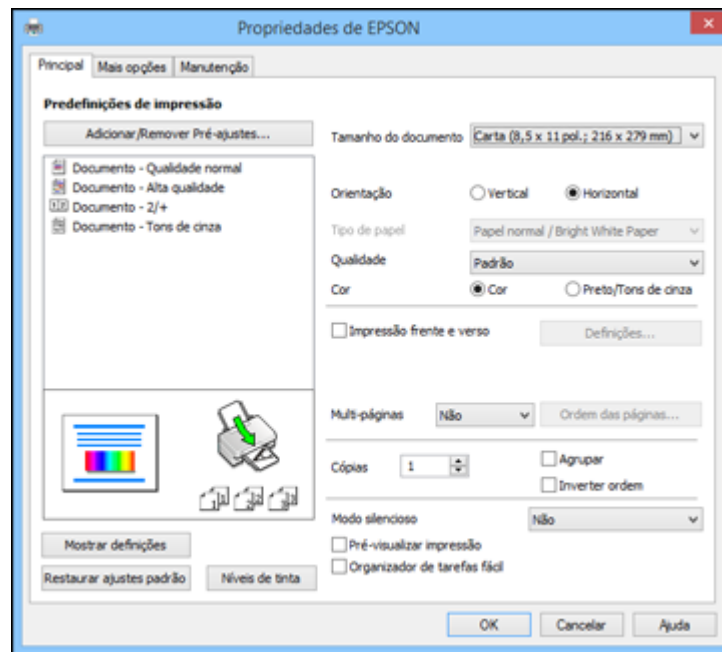 Propriedades de EPSON
Principal
Mais opções
Manutenção
Predefinições de impressão
Adicionar/Remover Pré-ajustes...
Documento - Qualidade normal
Documento - Alta qualidade
Documento - 2/+
Documento - Tons de cinza
Mostrar definições
Restaurar ajustes padrão
Níveis de tinta
Tamanho do documento Carta (8,5 x 11 pol.; 216 x 279 mm)
Orientação Vertical Horizontal
Tipo de papel Papel normal / Bright White Paper
Qualidade Padrão
Cor Cor Preto/Tons de cinza
Impressão frente e verso Definições...
Multi-páginas Não Ordem das páginas...
Cópias 1 Agrupar
Inverter ordem
Modo silencioso Não
Pré-visualizar impressão
Organizador de tarefas fácil
OK Cancelar Ajuda